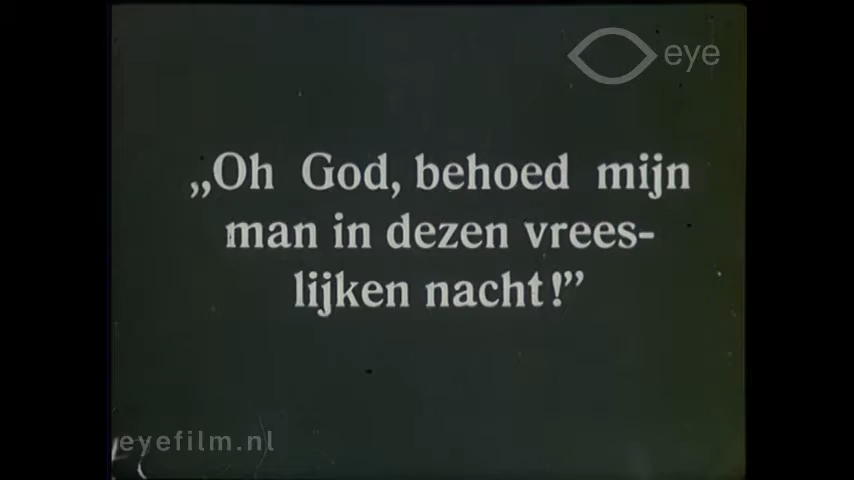 eye
„Oh God, behoed mijn
man in dezen vrees-
lijken nacht!”
eyefilm.nl